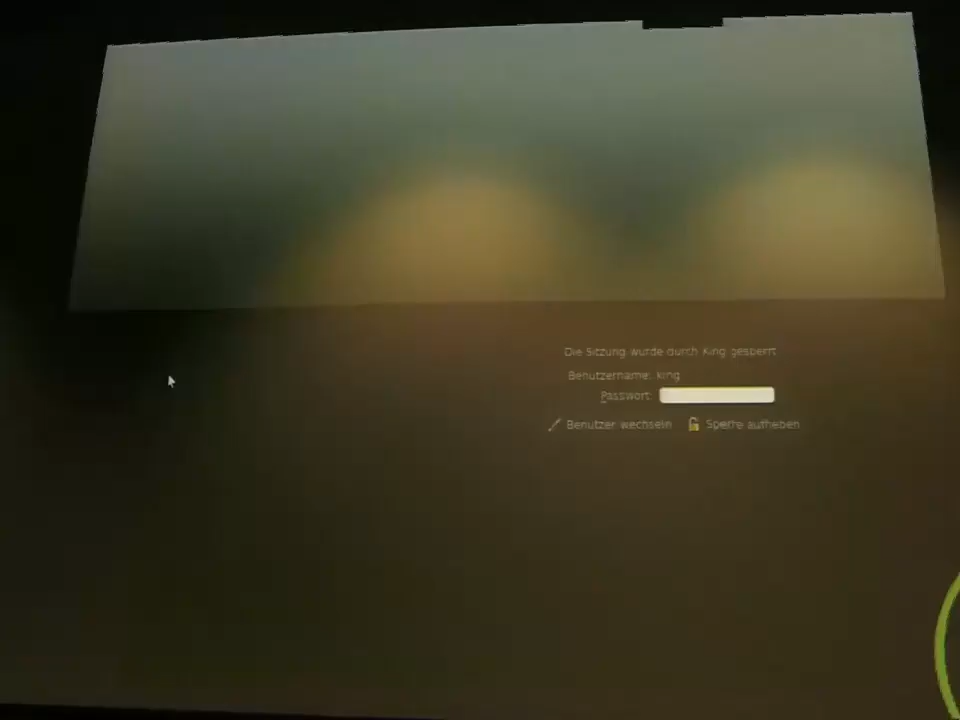 Die Sitzung wurde durch King gesperrt
Benutzername: king
Passwort:
Benutzer wechseln Sperre aufheben